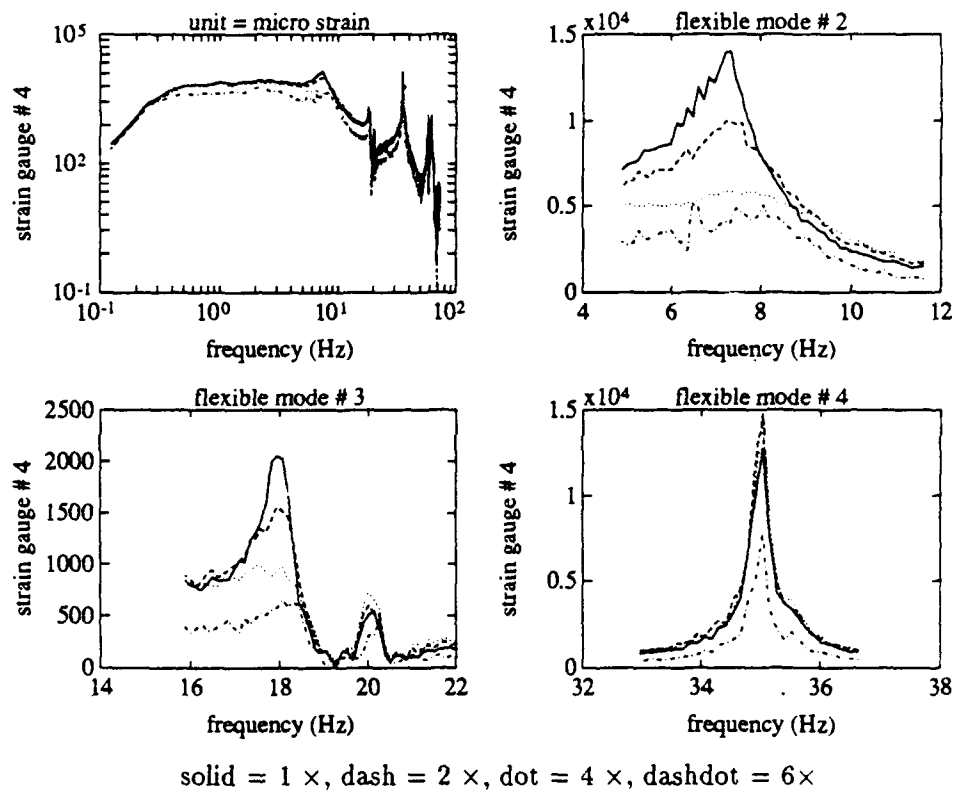 unit = micro strain
10^5
10^2
10^-1
10^-1 10^0 10^1 10^2
strain gauge # 4
frequency (Hz)
flexible mode # 2
x10^4
1.5
1
0.5
0
4 6 8 10 12
strain gauge # 4
frequency (Hz)
flexible mode # 3
2500
2000
1500
1000
500
0
14 16 18 20 22
strain gauge # 4
frequency (Hz)
flexible mode # 4
x10^4
1.5
1
0.5
0
32 34 36 38
strain gauge # 4
frequency (Hz)
solid = 1 ×, dash = 2 ×, dot = 4 ×, dashdot = 6×